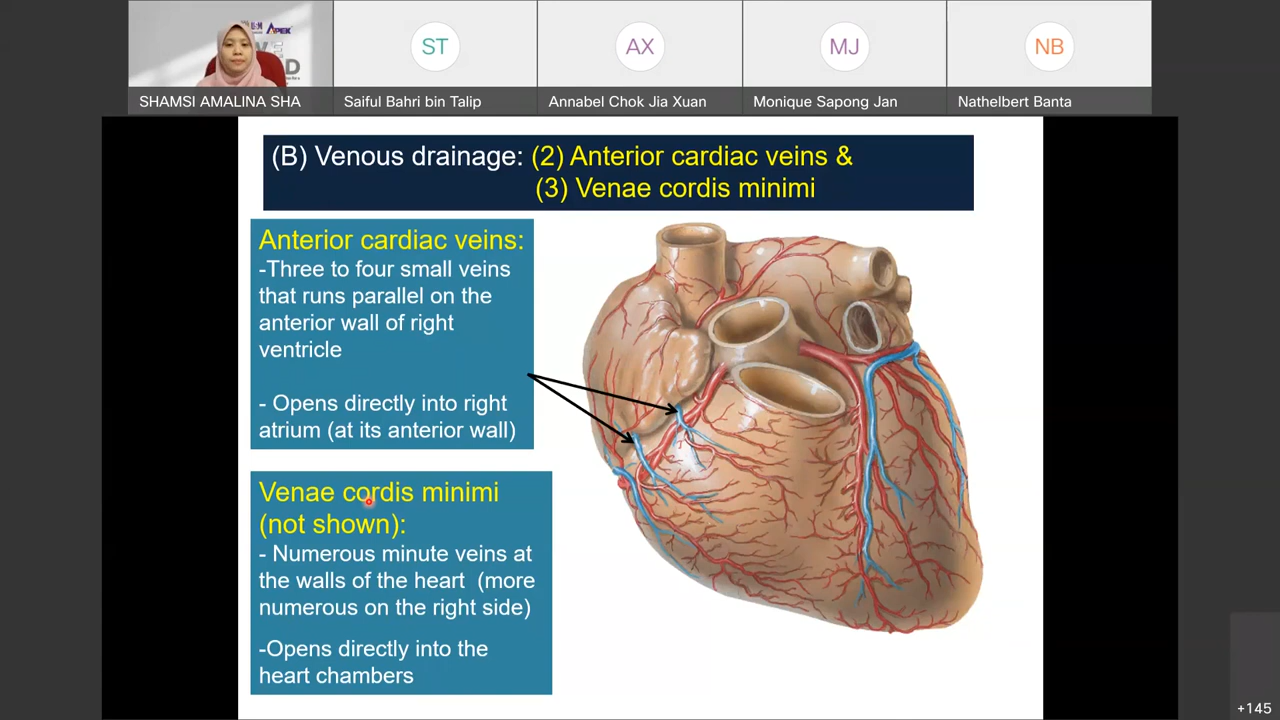 APEK
ST
AX
MJ
NB
SHAMSI AMALINA SHA
Saiful Bahri bin Talip
Annabel Chok Jia Xuan
Monique Sapong Jan
Nathelbert Banta
(B) Venous drainage: (2) Anterior cardiac veins &
(3) Venae cordis minimi
Anterior cardiac veins:
-Three to four small veins
that runs parallel on the
anterior wall of right
ventricle
- Opens directly into right
atrium (at its anterior wall)
Venae cordis minimi
(not shown):
- Numerous minute veins at
the walls of the heart (more
numerous on the right side)
-Opens directly into the
heart chambers
+145